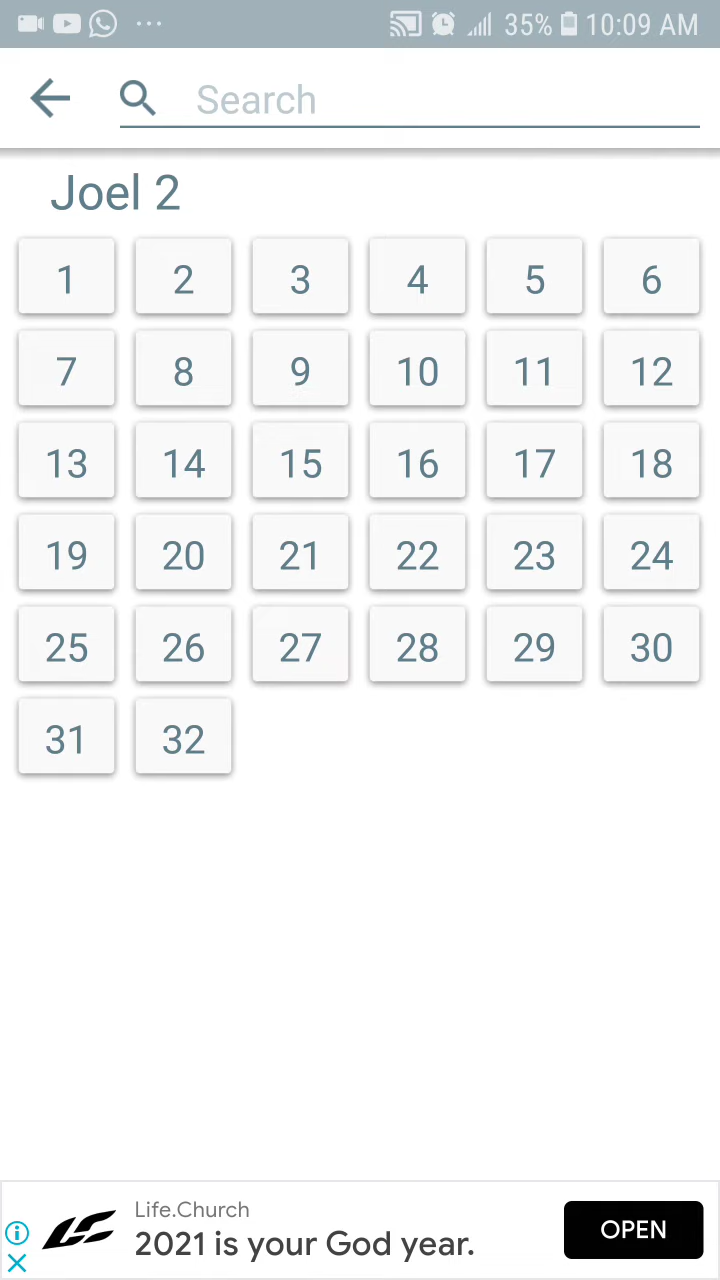 35% 10:09 AM
Search
Joel 2
1 2 3 4 5 6
7 8 9 10 11 12
13 14 15 16 17 18
19 20 21 22 23 24
25 26 27 28 29 30
31 32
Life.Church
2021 is your God year.
OPEN